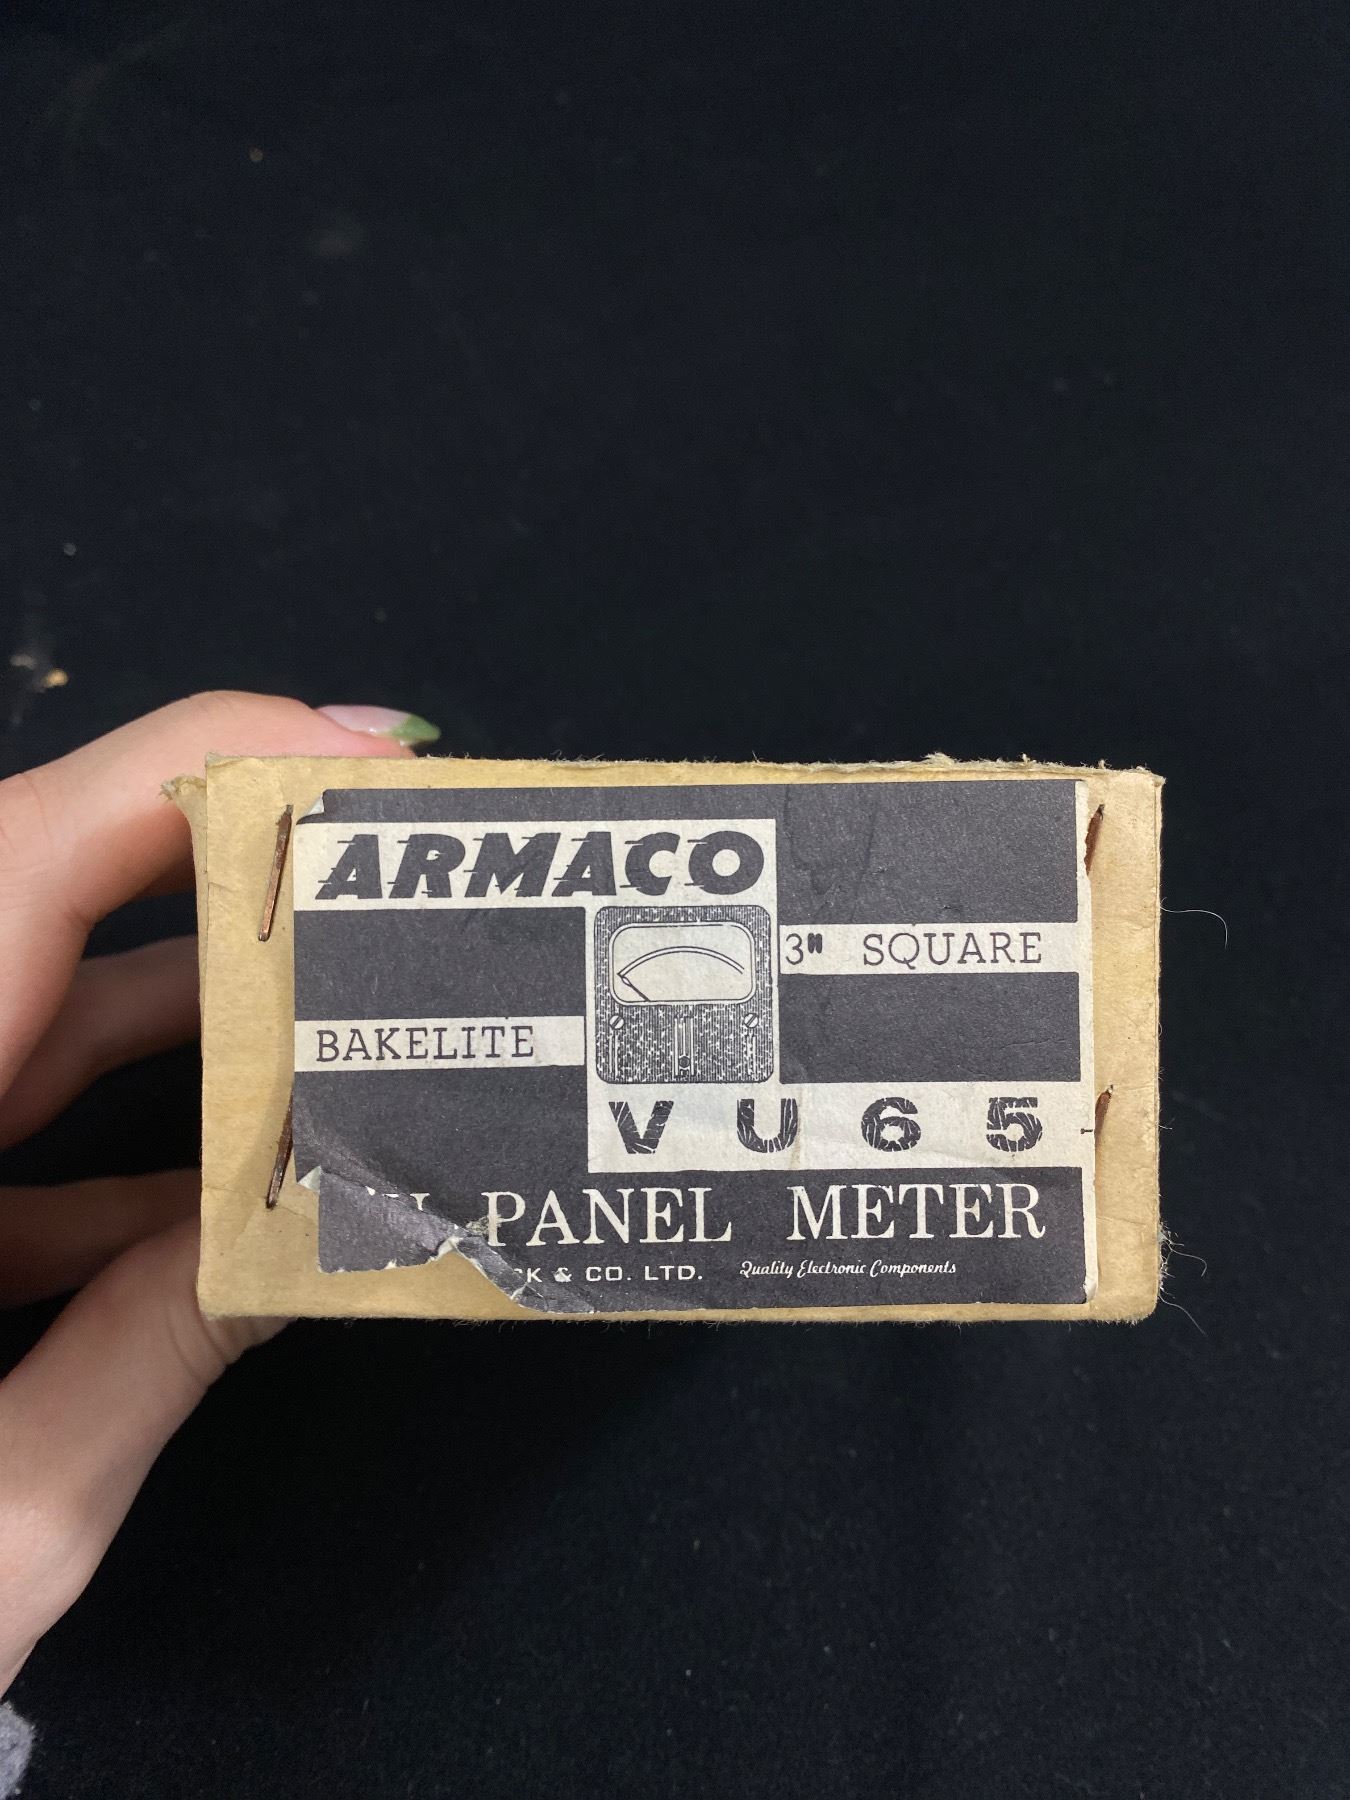 ARMACO
3" SQUARE
BAKELITE
VU65
PANEL METER
& CO. LTD. Quality Electronic Components